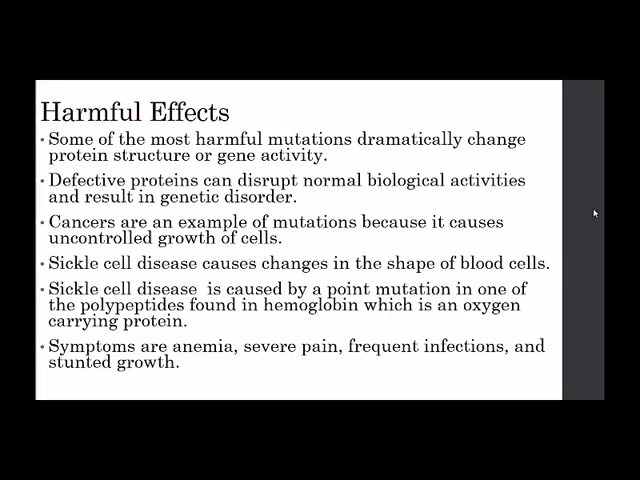 Harmful Effects
• Some of the most harmful mutations dramatically change
protein structure or gene activity.
• Defective proteins can disrupt normal biological activities
and result in genetic disorder.
• Cancers are an example of mutations because it causes
uncontrolled growth of cells.
• Sickle cell disease causes changes in the shape of blood cells.
• Sickle cell disease  is caused by a point mutation in one of
the polypeptides found in hemoglobin which is an oxygen
carrying protein.
• Symptoms are anemia, severe pain, frequent infections, and
stunted growth.